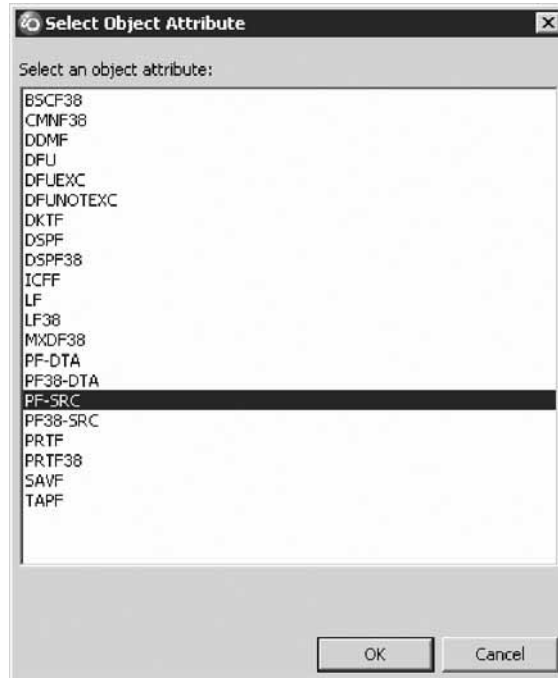 Select Object Attribute
Select an object attribute:
BSCF38
CMNF38
DDMF
DFU
DFUEXC
DFUNOTEXC
DKTF
DSPF
DSPF38
ICFF
LF
LF38
MXDF38
PF-DTA
PF38-DTA
PF-SRC
PF38-SRC
PRTF
PRTF38
SAVF
TAPF
OK Cancel